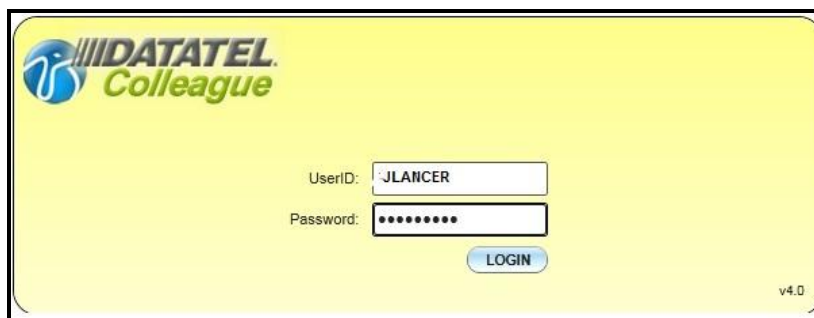 DATATEL.
Colleague
UserID: JLANCER
Password: •••••••••
LOGIN
v4.0